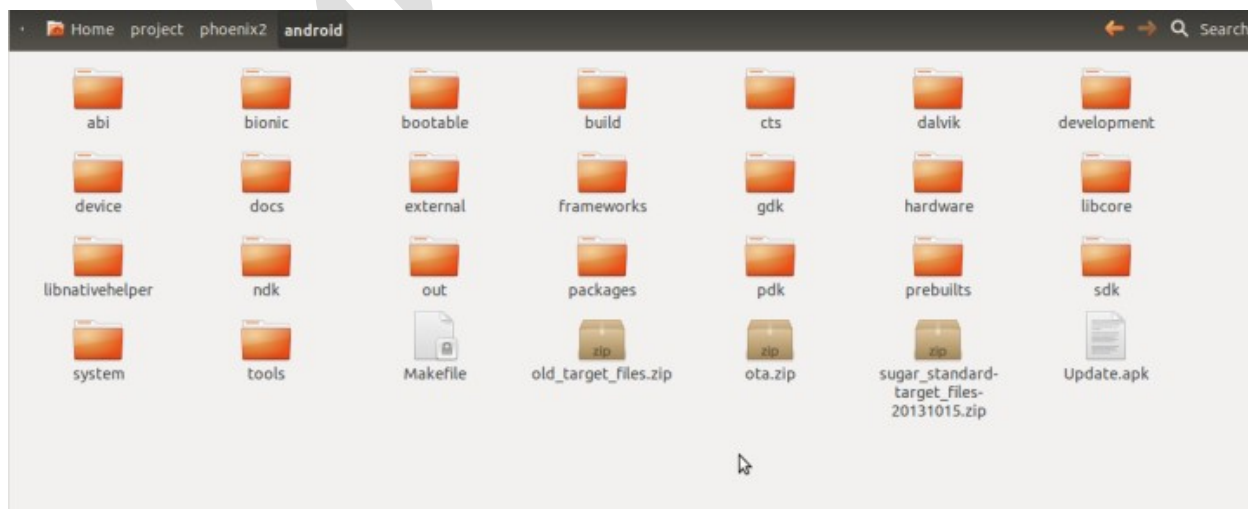 Home project phoenix2 android Search
abi bionic bootable build cts dalvik development
device docs external frameworks gdk hardware libcore
libnativehelper ndk out packages pdk prebuilts sdk
zip zip zip
system tools Makefile old_target_files.zip ota.zip sugar_standard- Update.apk
target_files-
20131015.zip